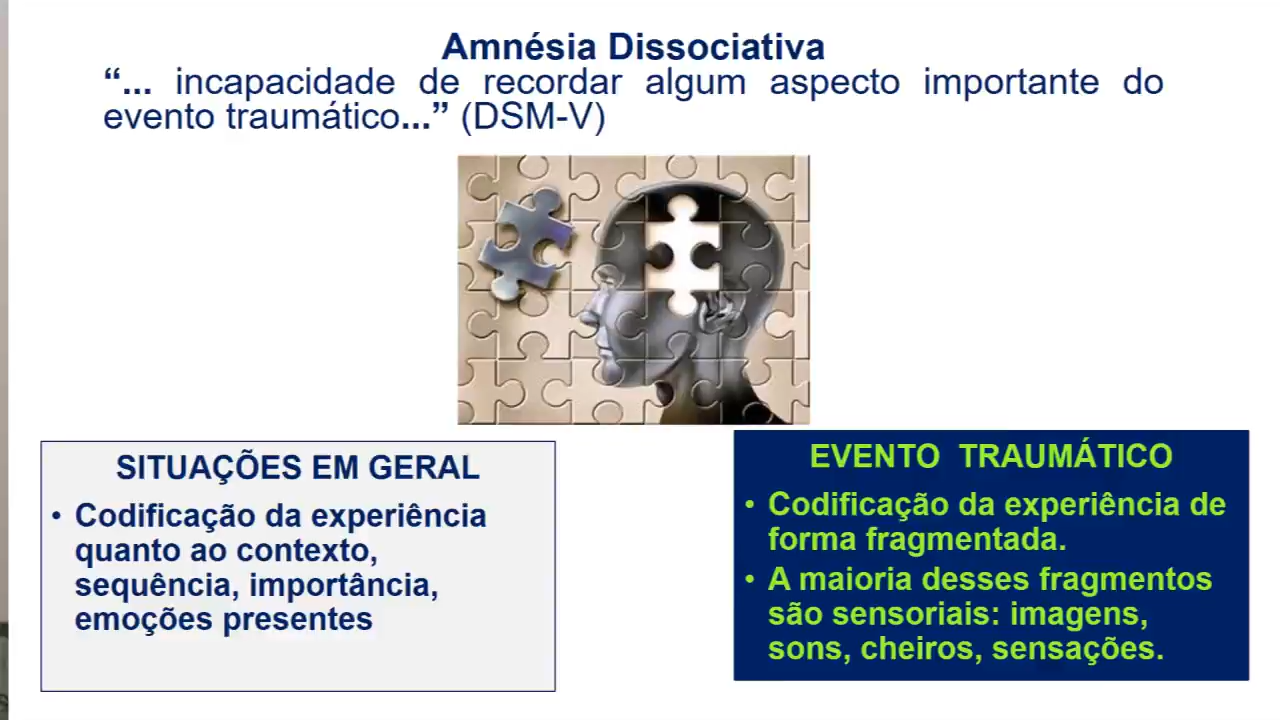 Amnésia Dissociativa
“... incapacidade de recordar algum aspecto importante do
evento traumático...” (DSM-V)
SITUAÇÕES EM GERAL
• Codificação da experiência
quanto ao contexto,
sequência, importância,
emoções presentes
EVENTO TRAUMÁTICO
• Codificação da experiência de
forma fragmentada.
• A maioria desses fragmentos
são sensoriais: imagens,
sons, cheiros, sensações.